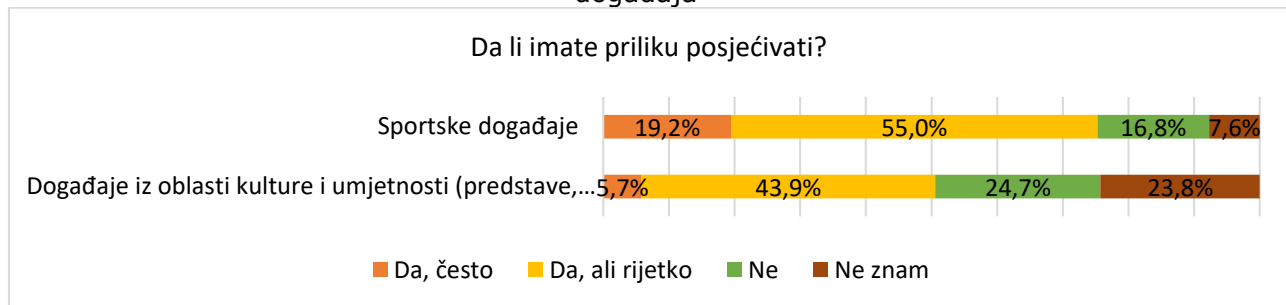 događaja
Da li imate priliku posjećivati?
Sportske događaje 19,2% 55,0% 16,8% 7,6%
Događaje iz oblasti kulture i umjetnosti (predstave,... 5,7% 43,9% 24,7% 23,8%
Da, često Da, ali rijetko Ne Ne znam